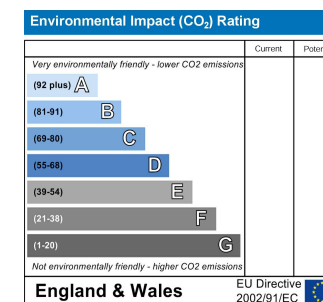 Environmental Impact (CO₂) Rating
Current Poten
Very environmentally friendly - lower CO2 emissions
(92 plus) A
(81-91) B
(69-80) C
(55-68) D
(39-54) E
(21-38) F
(1-20) G
Not environmentally friendly - higher CO2 emissions
England & Wales
EU Directive
2002/91/EC